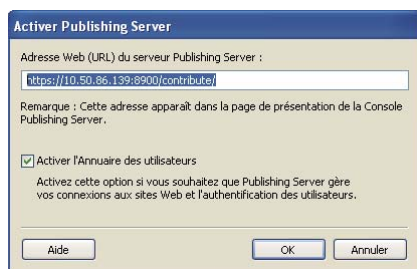 Activer Publishing Server
Adresse Web (URL) du serveur Publishing Server :
https://10.50.86.139:8900/contribute/
Remarque : Cette adresse apparaît dans la page de présentation de la Console
Publishing Server.
Activer l'Annuaire des utilisateurs
Activez cette option si vous souhaitez que Publishing Server gère
vos connexions aux sites Web et l'authentification des utilisateurs.
Aide OK Annuler